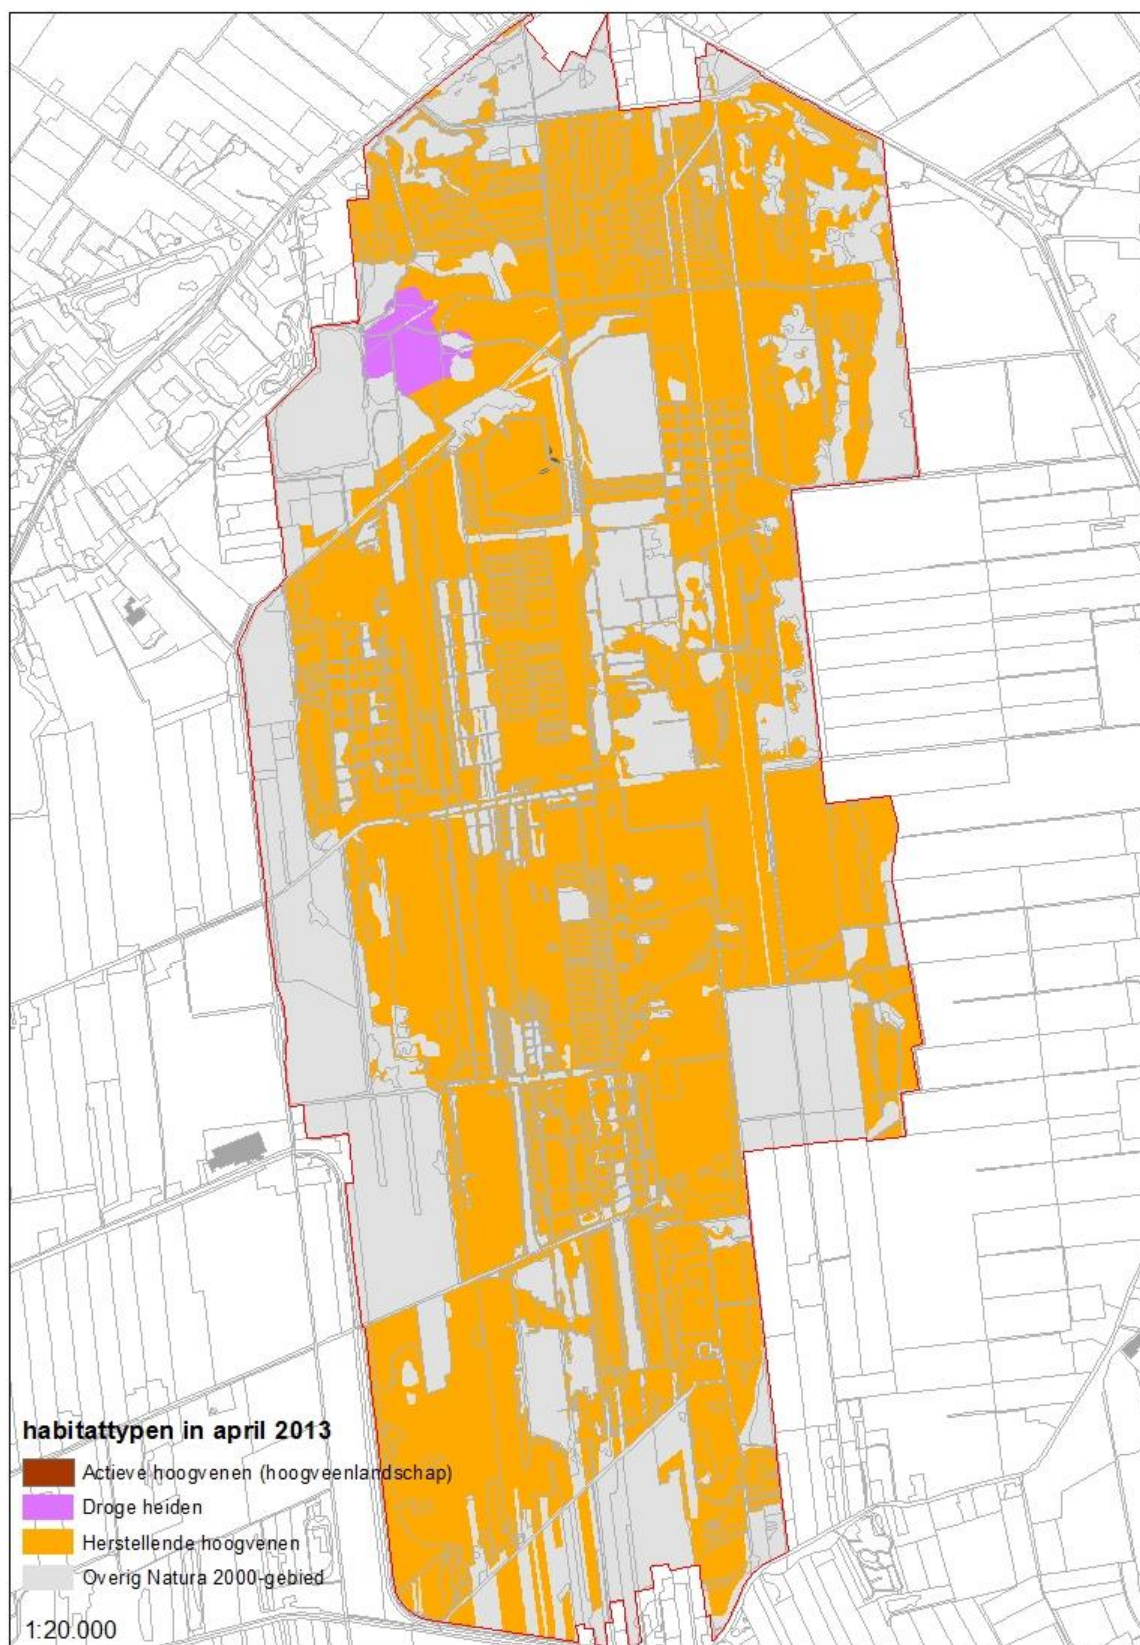 habitattypen in april 2013
Actieve hoogvenen (hoogveenlandschap)
Droge heiden
Herstellende hoogvenen
Overig Natura 2000-gebied
1:20.000